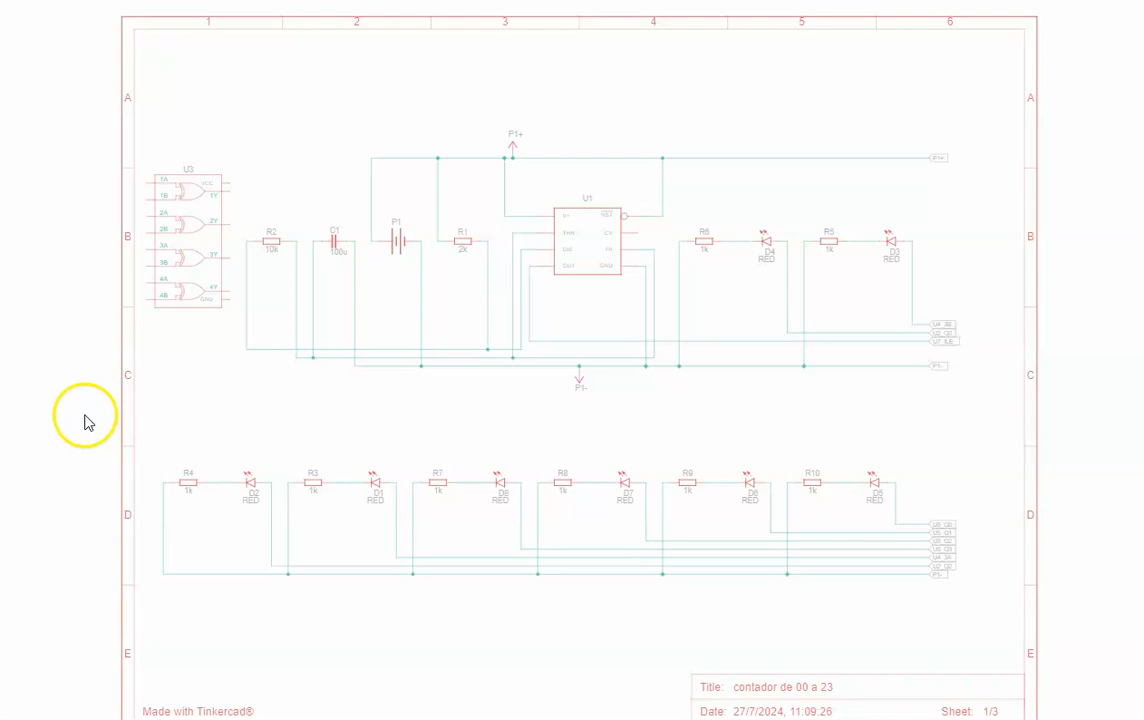 1 2 3 4 5 6
A A
P1+
U3
P1+
1A VCC
1B 1Y
2A
2B 2Y
3A
3B 3Y
4A
4B 4Y
GND
U1
THR CV
OUT GND
B B
R2
10k
C1
100u
P1
R1
2k
R6
1k
D4
RED
R5
1k
D3
RED
C C
P1-
P1-
R4
1k
D2
RED
R3
1k
D1
RED
R7
1k
D8
RED
R8
1k
D7
RED
R9
1k
D6
RED
R10
1k
D5
RED
D D
P1-
E E
Title: contador de 00 a 23
Made with Tinkercad®
Date: 27/7/2024, 11:09:26 Sheet: 1/3